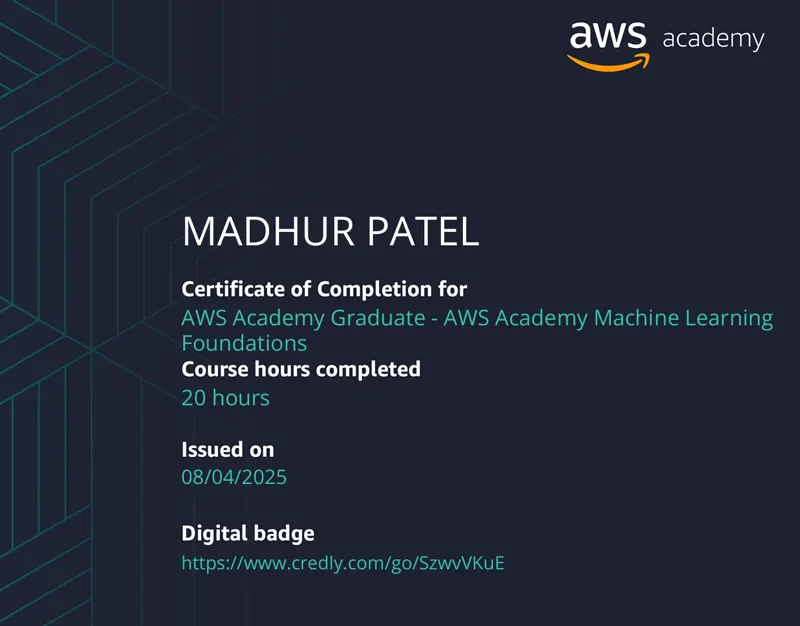 aws academy
MADHUR PATEL
Certificate of Completion for
AWS Academy Graduate - AWS Academy Machine Learning
Foundations
Course hours completed
20 hours
Issued on
08/04/2025
Digital badge
https://www.credly.com/go/SzwvVKuE